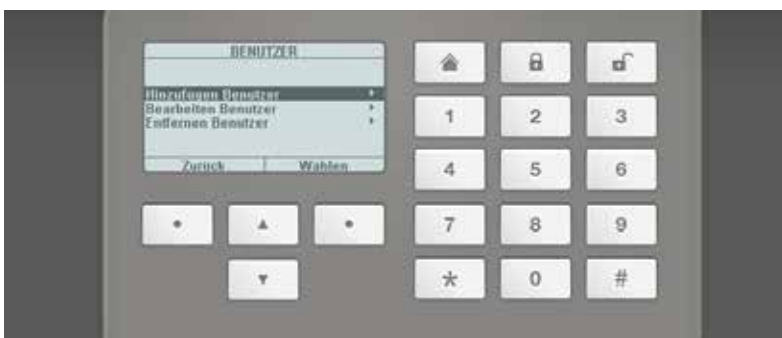 BENUTZER
Hinzufugen Benutzer
Bearbeiten Benutzer
Entfernen Benutzer
Zuruck Wahlen
1 2 3
4 5 6
7 8 9
* 0 #